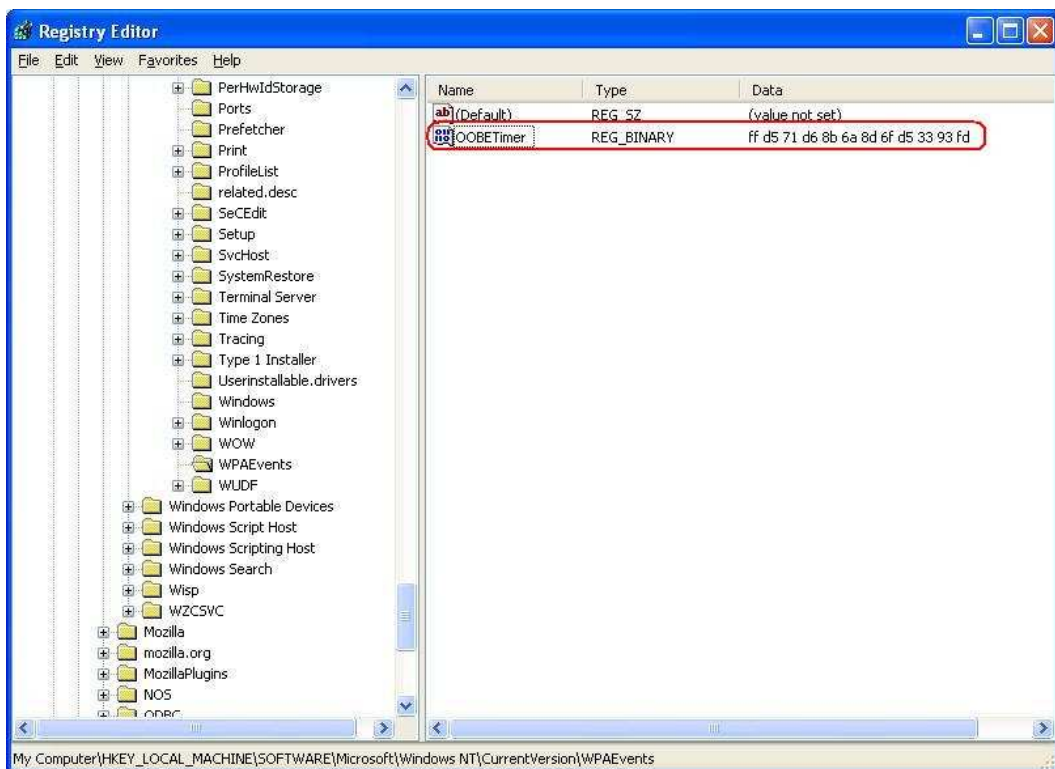 Registry Editor
File Edit View Favorites Help
PerHwIdStorage
Ports
Prefetcher
Print
ProfileList
related.desc
SeCEdit
Setup
SvcHost
SystemRestore
Terminal Server
Time Zones
Tracing
Type 1 Installer
Userinstallable.drivers
Windows
Winlogon
WOW
WPAEvents
WUDF
Windows Portable Devices
Windows Script Host
Windows Scripting Host
Windows Search
Wisp
WZCSVC
Mozilla
mozilla.org
MozillaPlugins
NOS
ODBC
Name Type Data
(Default) REG_SZ (value not set)
OOBETimer REG_BINARY ff d5 71 d6 8b 6a 8d 6f d5 33 93 fd
My Computer\HKEY_LOCAL_MACHINE\SOFTWARE\Microsoft\Windows NT\CurrentVersion\WPAEvents